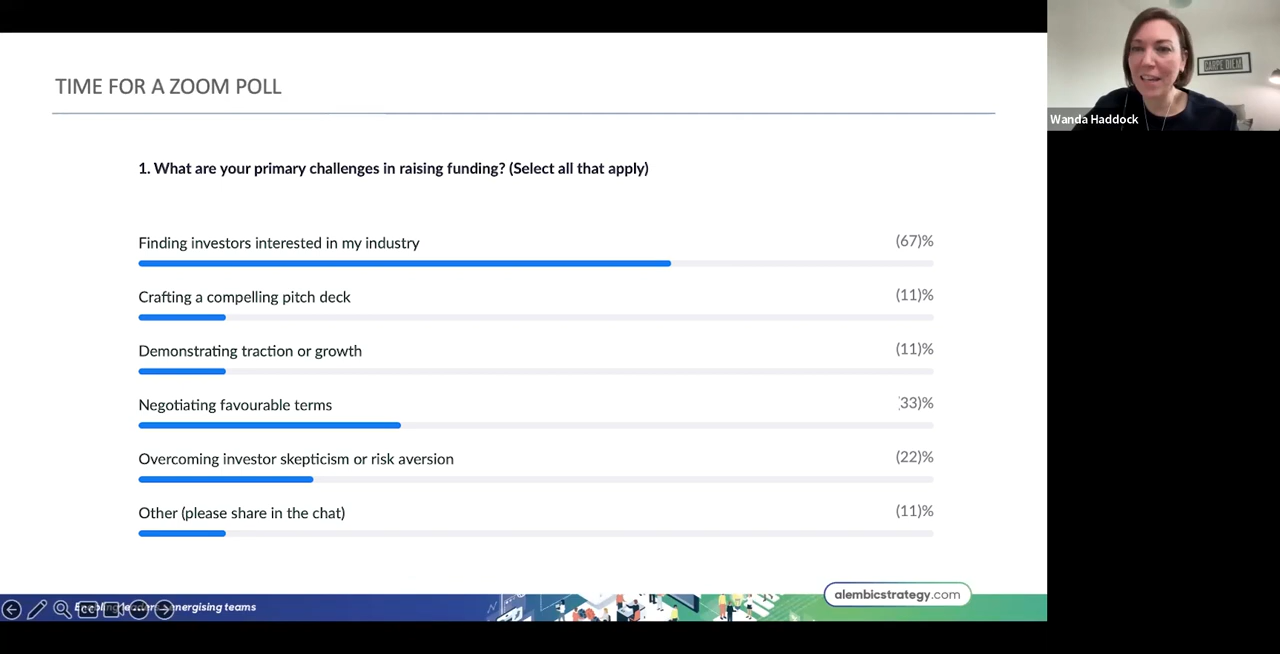 TIME FOR A ZOOM POLL
CARPE DIEM
Wanda Haddock
1. What are your primary challenges in raising funding? (Select all that apply)
Finding investors interested in my industry (67)%
Crafting a compelling pitch deck (11)%
Demonstrating traction or growth (11)%
Negotiating favourable terms 33)%
Overcoming investor skepticism or risk aversion (22)%
Other (please share in the chat) (11)%
Enabling leaders, energising teams
CC
alembicstrategy.com